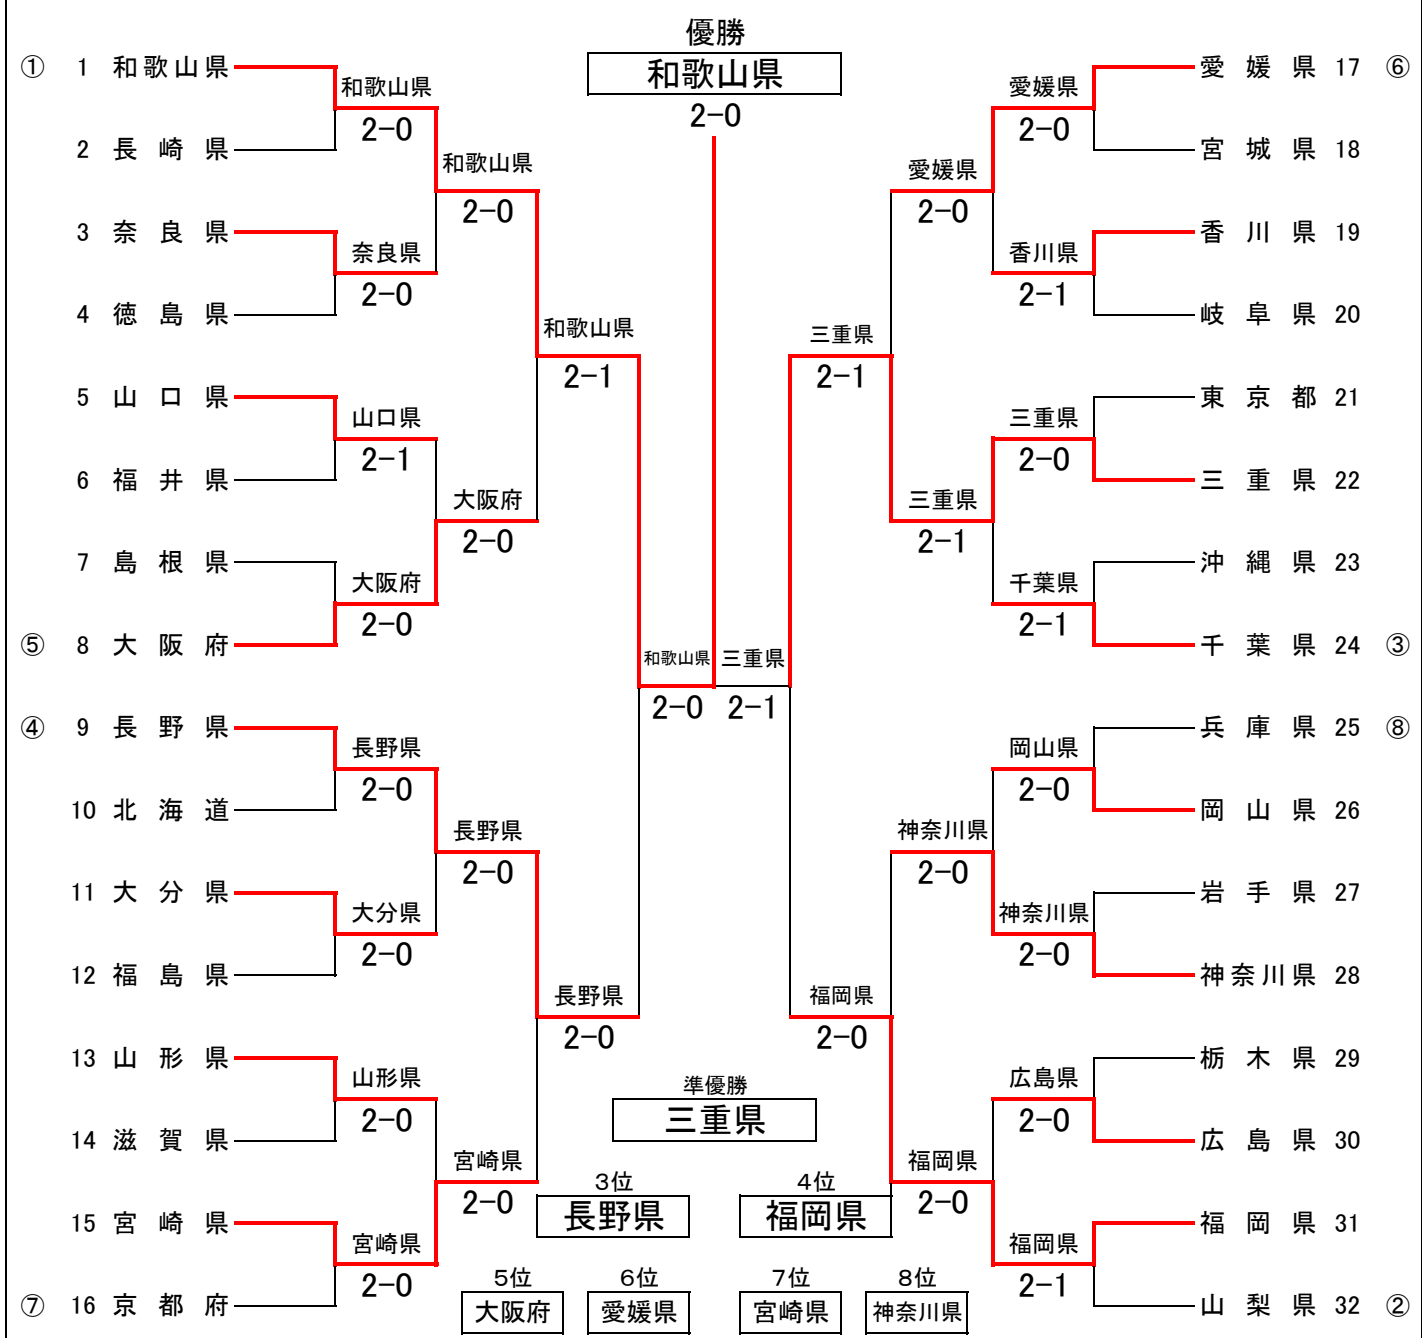 優勝
和歌山県
2-0
① 1 和歌山県
2 長崎県
3 奈良県
4 徳島県
5 山口県
6 福井県
7 島根県
⑤ 8 大阪府
④ 9 長野県
10 北海道
11 大分県
12 福島県
13 山形県
14 滋賀県
15 宮崎県
⑦ 16 京都府
和歌山県
2-0
奈良県
2-0
山口県
2-1
大阪府
2-0
長野県
2-0
大分県
2-0
山形県
2-0
宮崎県
2-0
和歌山県
2-0
大阪府
2-0
長野県
2-0
宮崎県
2-0
和歌山県
2-1
長野県
2-0
和歌山県
2-0
三重県
2-1
三重県
2-1
福岡県
2-0
愛媛県
2-0
三重県
2-1
神奈川県
2-0
福岡県
2-0
愛媛県
2-0
香川県
2-1
三重県
2-0
千葉県
2-1
岡山県
2-0
神奈川県
2-0
広島県
2-0
福岡県
2-1
愛媛県 17 ⑥
宮城県 18
香川県 19
岐阜県 20
東京都 21
三重県 22
沖縄県 23
千葉県 24 ③
兵庫県 25 ⑧
岡山県 26
岩手県 27
神奈川県 28
栃木県 29
広島県 30
福岡県 31
山梨県 32 ②
準優勝
三重県
3位
長野県
4位
福岡県
5位
大阪府
6位
愛媛県
7位
宮崎県
8位
神奈川県